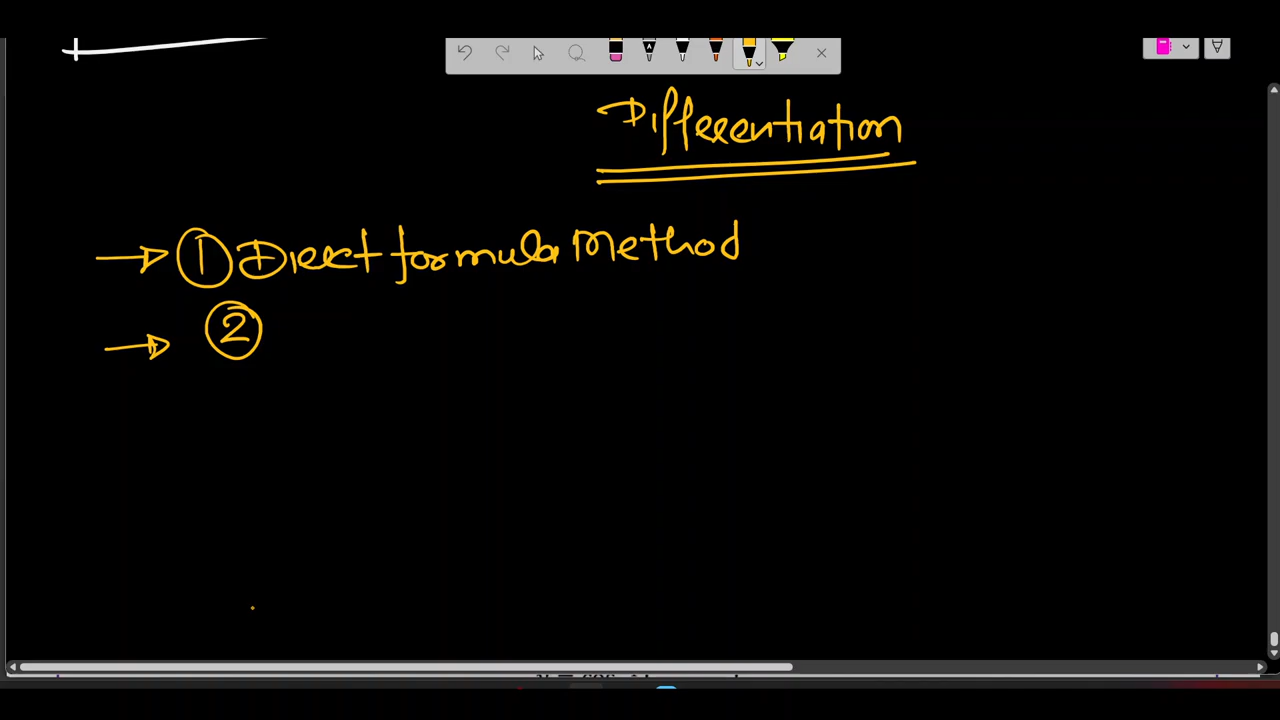 Differentiation
① Direct formula Method
②